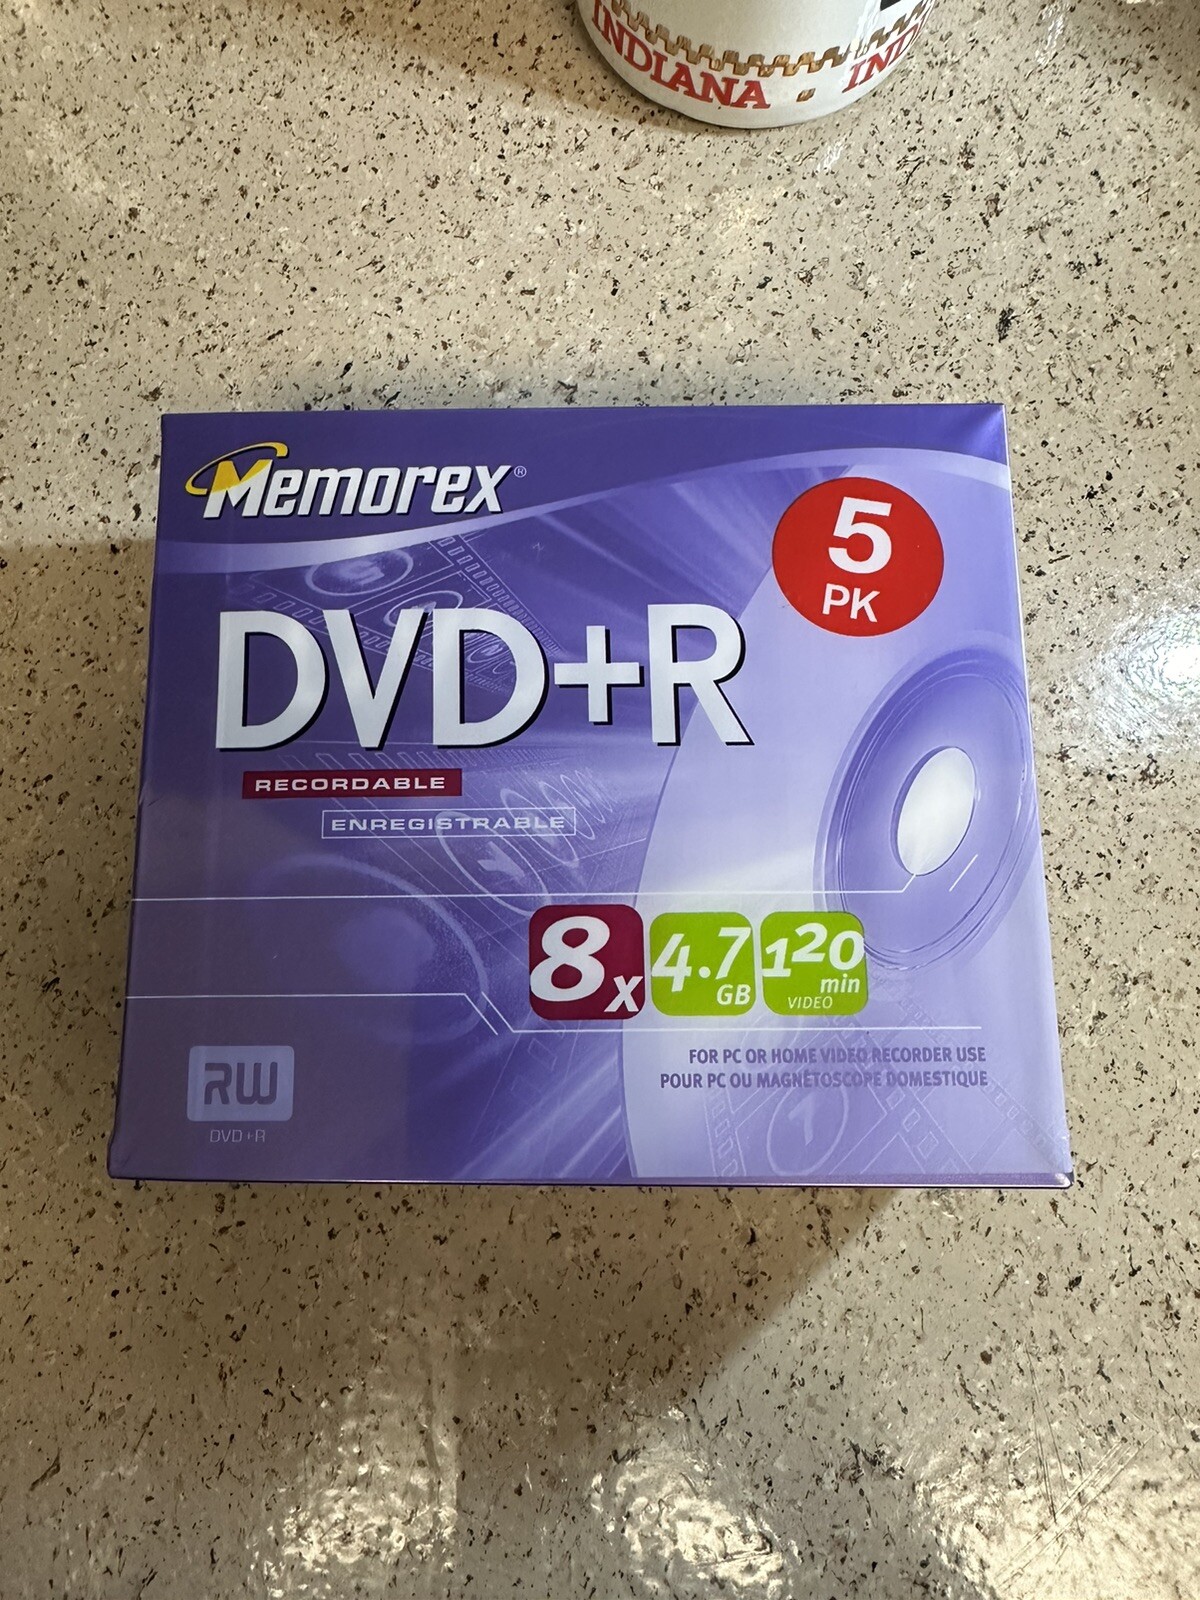 INDIANA · IND
Memorex®
5
PK
DVD+R
RECORDABLE
ENREGISTRABLE
8x
4.7
GB
120
min
VIDEO
FOR PC OR HOME VIDEO RECORDER USE
POUR PC OU MAGNÉTOSCOPE DOMESTIQUE
RW
DVD+R